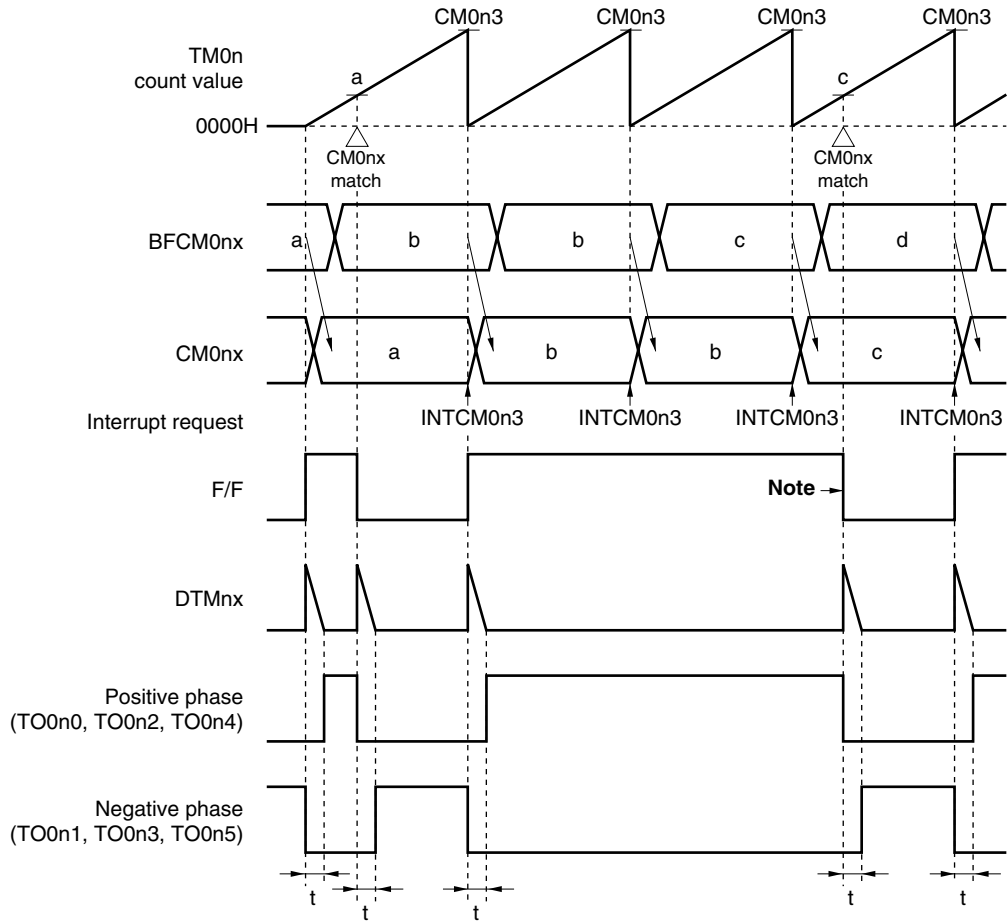 CM0n3 CM0n3 CM0n3 CM0n3
TM0n
count value
a c
0000H
CM0nx
match
CM0nx
match
BFCM0nx
a b b c d
CM0nx
a b b c
Interrupt request
INTCM0n3 INTCM0n3 INTCM0n3 INTCM0n3
F/F
Note
DTMnx
Positive phase
(TO0n0, TO0n2, TO0n4)
Negative phase
(TO0n1, TO0n3, TO0n5)
t t t t t